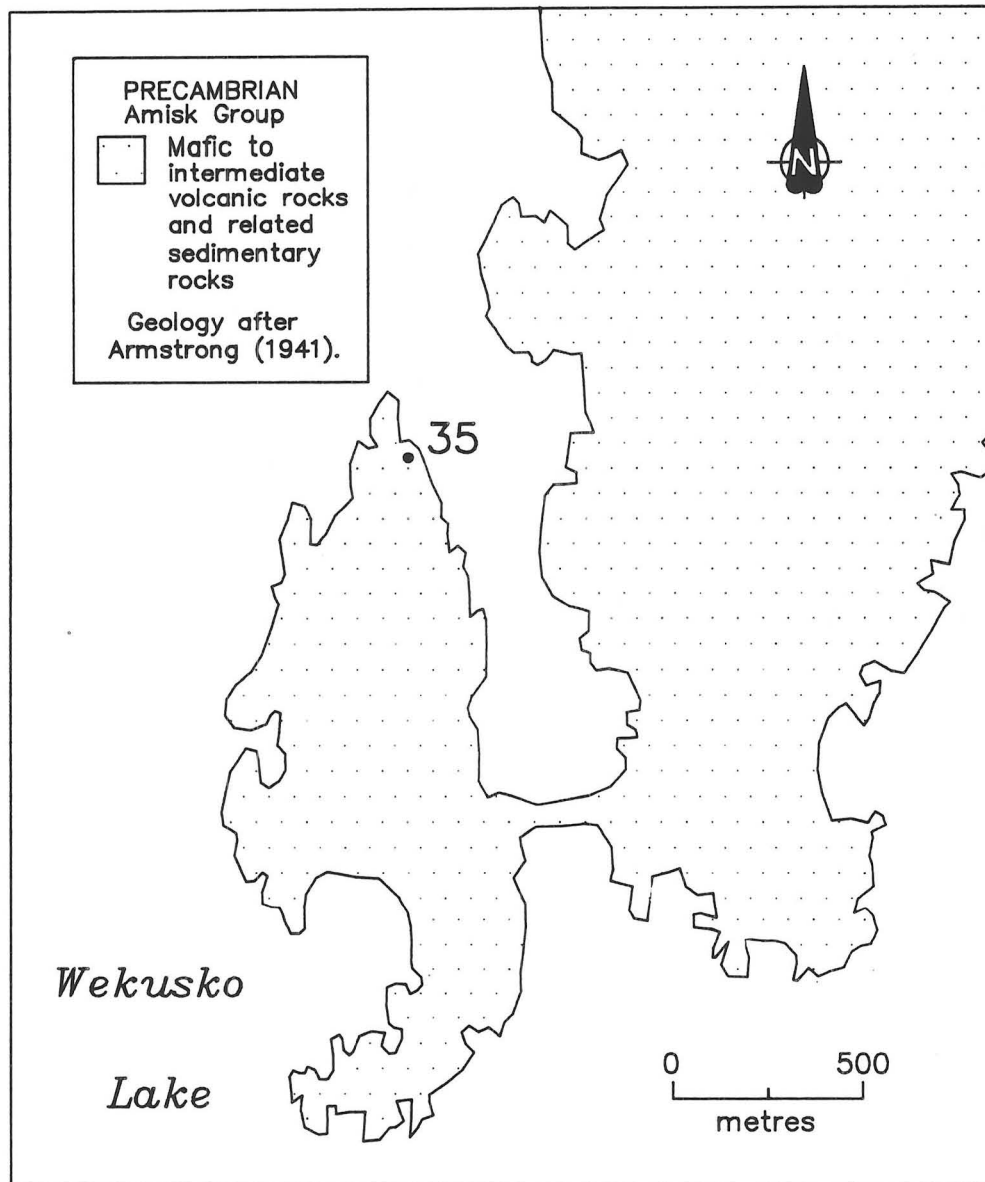 PRECAMBRIAN
Amisk Group
Mafic to
intermediate
volcanic rocks
and related
sedimentary
rocks
Geology after
Armstrong (1941).
N
35
Wekusko
Lake
0 500
metres